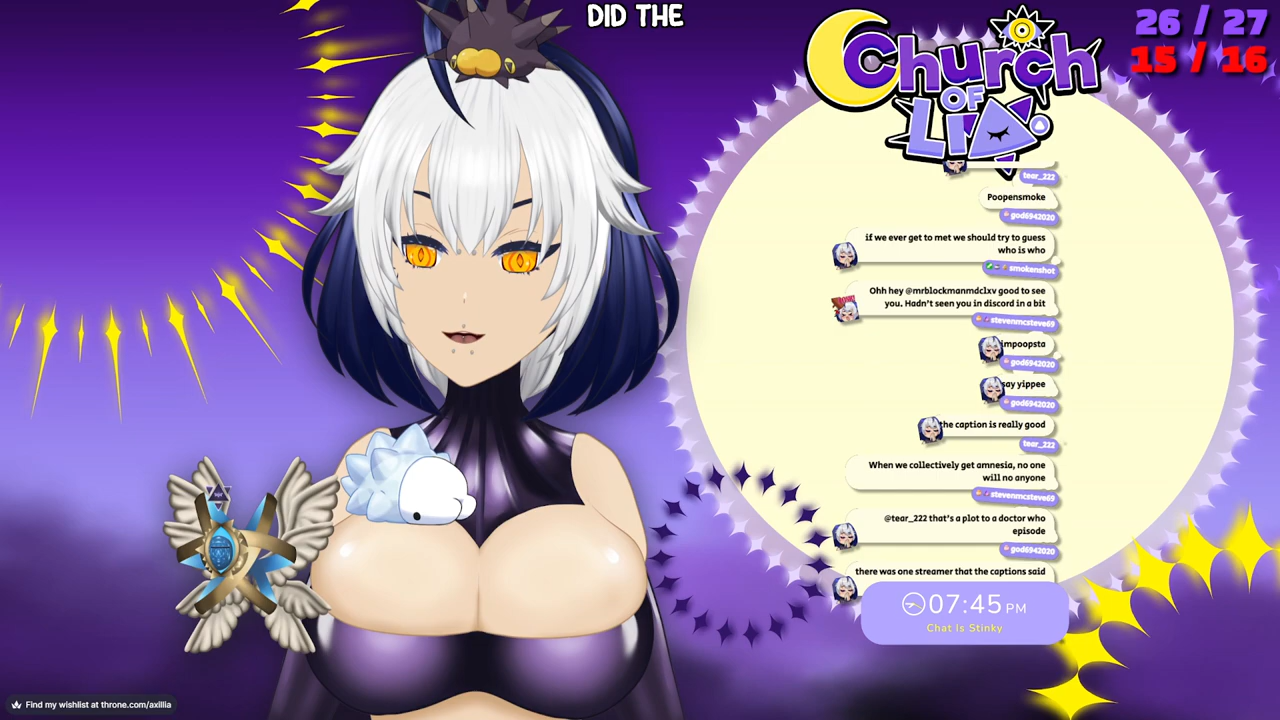 DID THE
26 / 27
15 / 16
Church
OF
LIA
tear_222
Poopensmoke
god6942020
if we ever get to met we should try to guess
who is who
smokenshot
Ohh hey @mrblockmanmdclxv good to see
you. Hadn't seen you in discord in a bit
stevenmcsteve69
impoopsta
god6942020
say yippee
god6942020
the caption is really good
tear_222
When we collectively get amnesia, no one
will no anyone
stevenmcsteve69
@tear_222 that's a plot to a doctor who
episode
god6942020
there was one streamer that the captions said
07:45 PM
Chat Is Stinky
Find my wishlist at throne.com/axillia